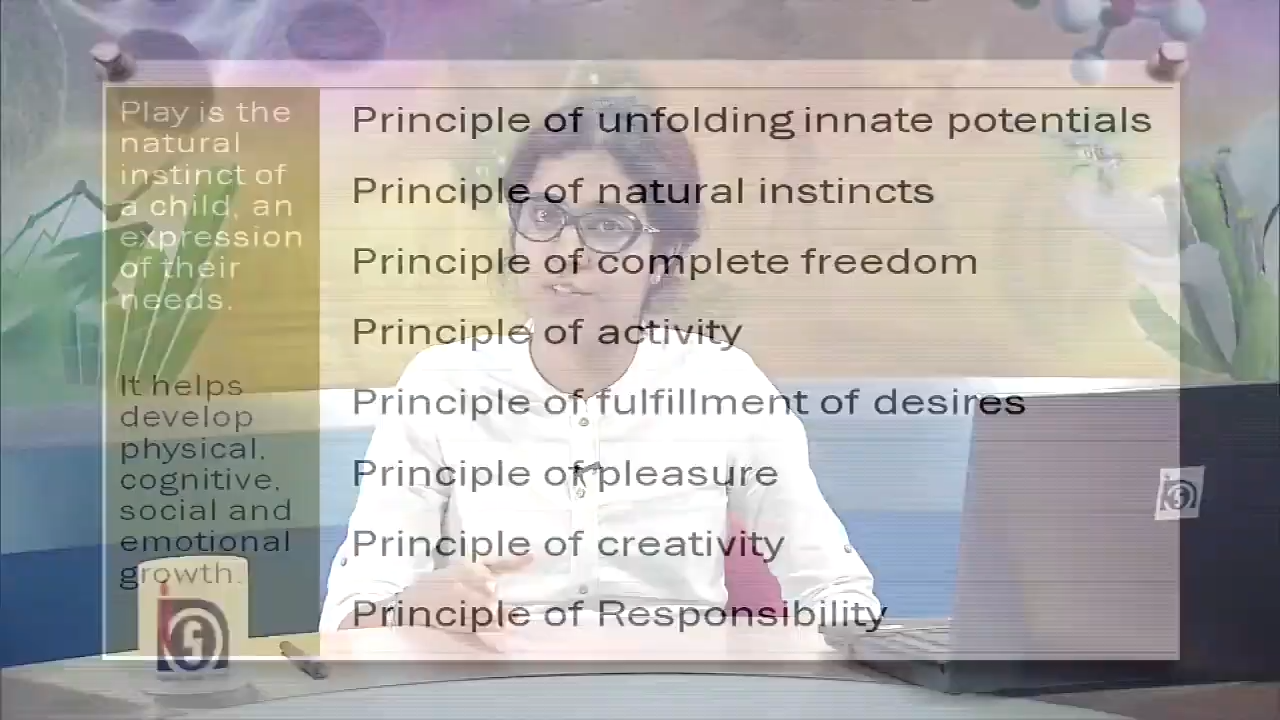 Play is the
natural
instinct of
a child, an
expression
of their
needs.
It helps
develop
physical,
cognitive,
social and
emotional
growth.
Principle of unfolding innate potentials
Principle of natural instincts
Principle of complete freedom
Principle of activity
Principle of fulfillment of desires
Principle of pleasure
Principle of creativity
Principle of Responsibility